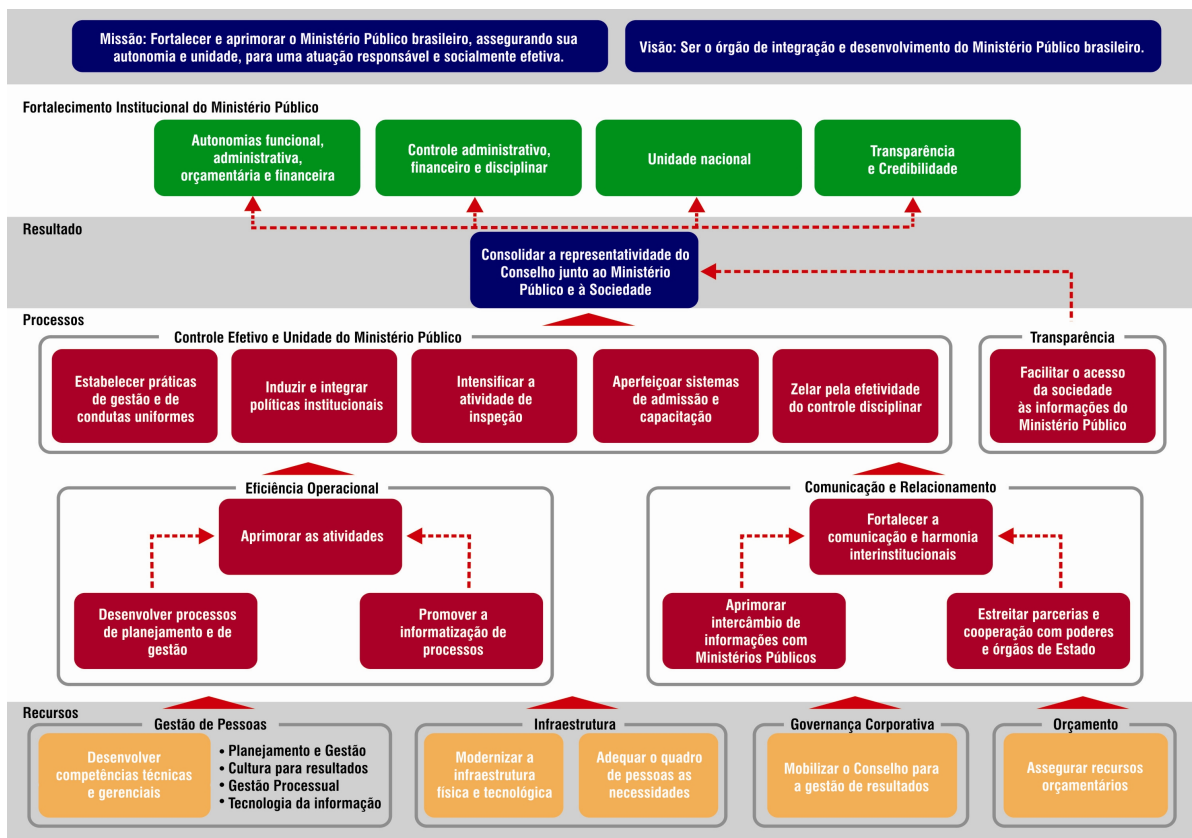 Missão: Fortalecer e aprimorar o Ministério Público brasileiro, assegurando sua
autonomia e unidade, para uma atuação responsável e socialmente efetiva.
Visão: Ser o órgão de integração e desenvolvimento do Ministério Público brasileiro.
Fortalecimento Institucional do Ministério Público
Autonomias funcional,
administrativa,
orçamentária e financeira
Controle administrativo,
financeiro e disciplinar
Unidade nacional
Transparência
e Credibilidade
Resultado
Consolidar a representatividade do
Conselho junto ao Ministério
Público e à Sociedade
Processos
Controle Efetivo e Unidade do Ministério Público
Estabelecer práticas
de gestão e de
condutas uniformes
Induzir e integrar
políticas institucionais
Intensificar a
atividade de
inspeção
Aperfeiçoar sistemas
de admissão e
capacitação
Zelar pela efetividade
do controle disciplinar
Transparência
Facilitar o acesso
da sociedade
às informações do
Ministério Público
Eficiência Operacional
Aprimorar as atividades
Desenvolver processos
de planejamento e de
gestão
Promover a
informatização de
processos
Comunicação e Relacionamento
Fortalecer a
comunicação e harmonia
interinstitucionais
Aprimorar
intercâmbio de
informações com
Ministérios Públicos
Estreitar parcerias e
cooperação com poderes
e órgãos de Estado
Recursos
Gestão de Pessoas
Desenvolver
competências técnicas
e gerenciais
• Planejamento e Gestão
• Cultura para resultados
• Gestão Processual
• Tecnologia da informação
Infraestrutura
Modernizar a
infraestrutura
física e tecnológica
Adequar o quadro
de pessoas as
necessidades
Governança Corporativa
Mobilizar o Conselho para
a gestão de resultados
Orçamento
Assegurar recursos
orçamentários